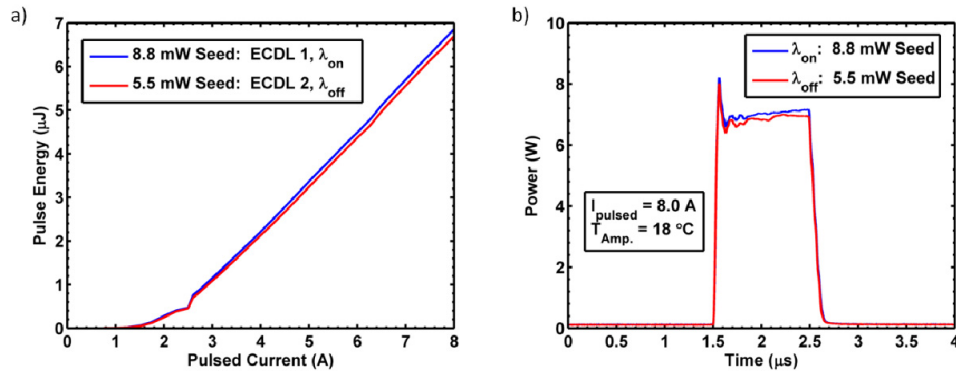 a)
Pulse Energy (μJ)
7
6
5
4
3
2
1
0
8.8 mW Seed: ECDL 1, λon
5.5 mW Seed: ECDL 2, λoff
0 1 2 3 4 5 6 7 8
Pulsed Current (A)
b)
Power (W)
10
8
6
4
2
0
λon: 8.8 mW Seed
λoff: 5.5 mW Seed
Ipulsed = 8.0 A
TAmp. = 18 °C
0 0.5 1 1.5 2 2.5 3 3.5 4
Time (μs)